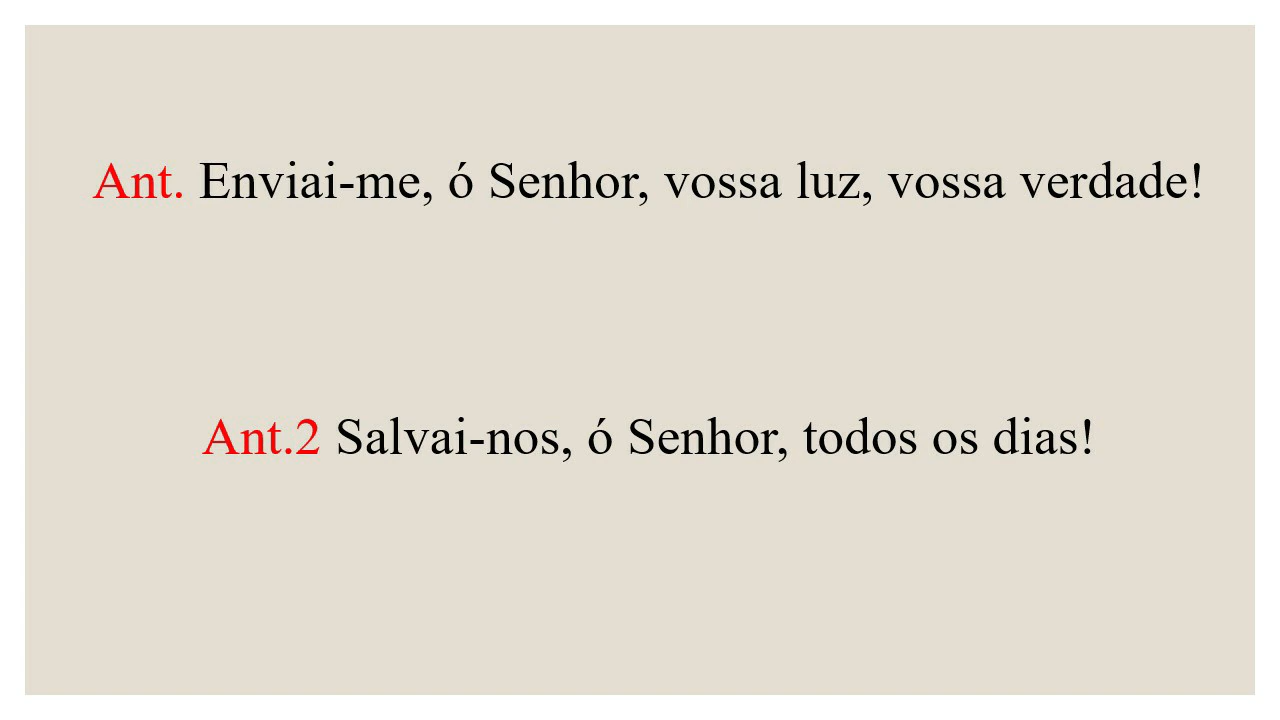 Ant. Enviai-me, ó Senhor, vossa luz, vossa verdade!
Ant.2 Salvai-nos, ó Senhor, todos os dias!